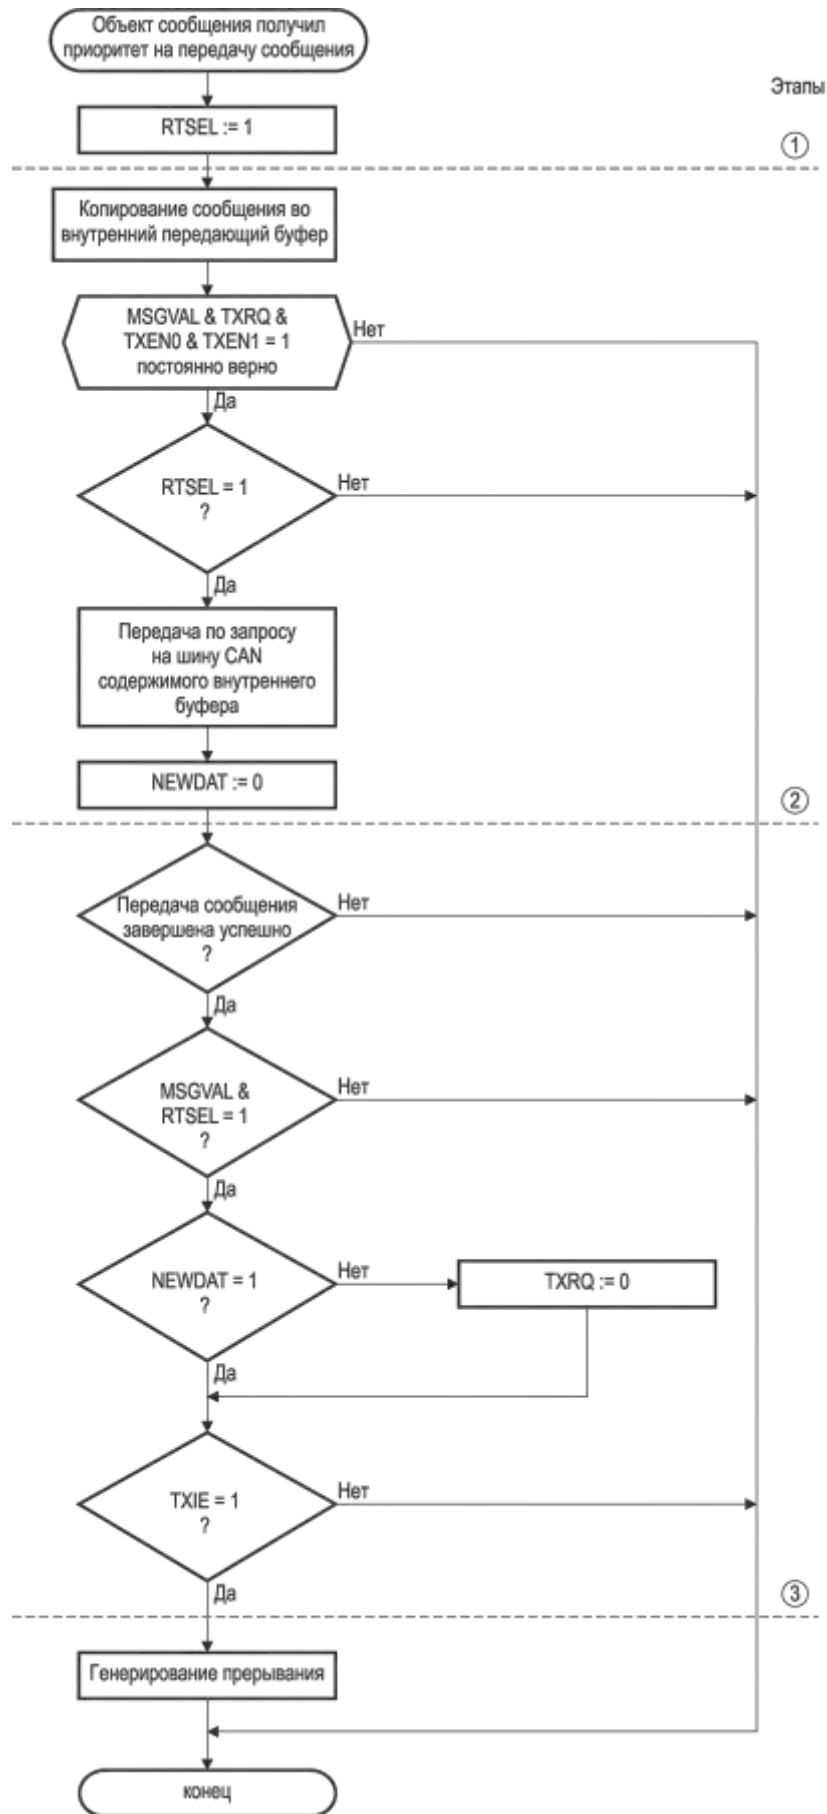 Объект сообщения получил
приоритет на передачу сообщения
Этапы
RTSEL := 1
1
Копирование сообщения во
внутренний передающий буфер
MSGVAL & TXRQ &
TXEN0 & TXEN1 = 1
постоянно верно
Нет
Да
RTSEL = 1
?
Нет
Да
Передача по запросу
на шину CAN
содержимого внутреннего
буфера
NEWDAT := 0
2
Передача сообщения
завершена успешно
?
Нет
Да
MSGVAL &
RTSEL = 1
?
Нет
Да
NEWDAT = 1
?
Нет
TXRQ := 0
Да
TXIE = 1
?
Нет
Да
3
Генерирование прерывания
конец